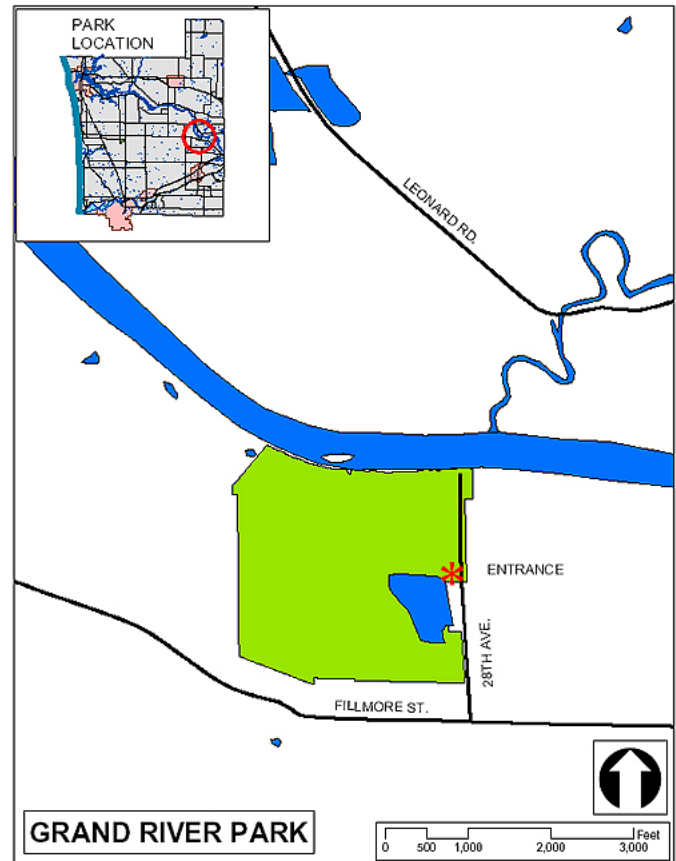 PARK
LOCATION
LEONARD RD.
ENTRANCE
28TH AVE.
FILLMORE ST.
GRAND RIVER PARK
Feet
0 500 1,000 2,000 3,000